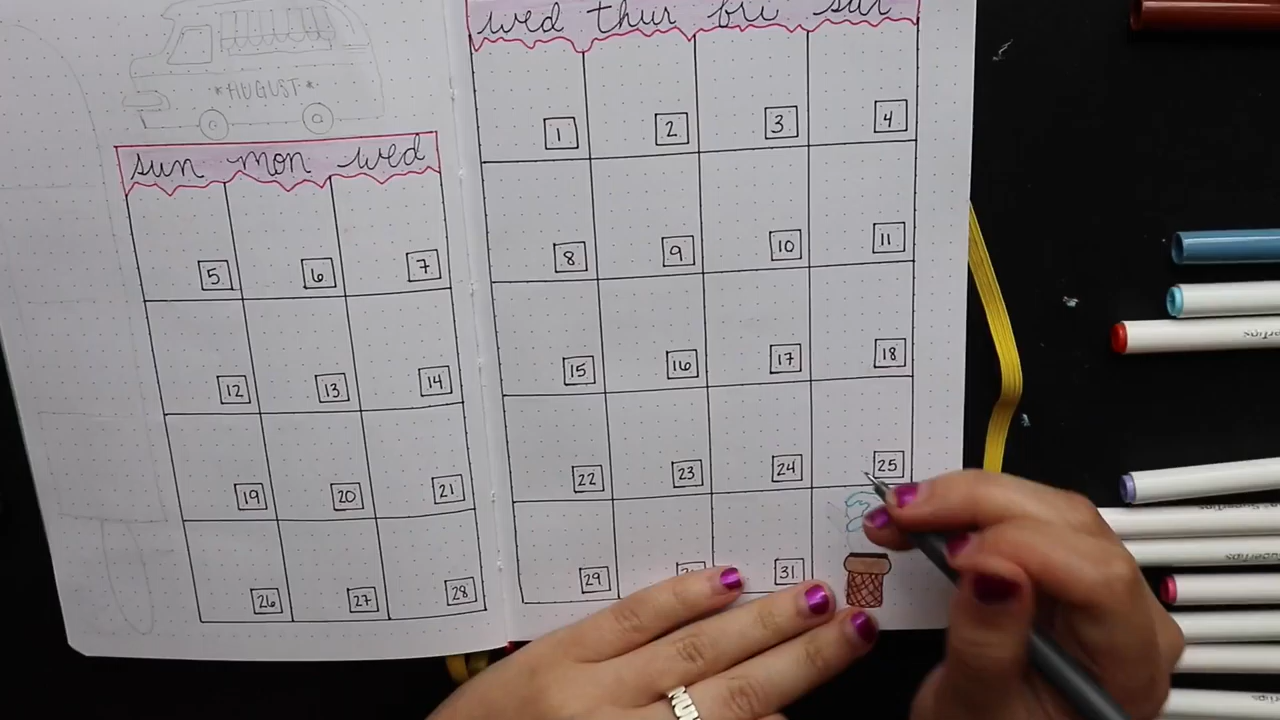 *AUGUST*
sun mon wed
5 6 7
12 13 14
19 20 21
26 27 28
wed thur fri sat
1 2 3 4
8 9 10 11
15 16 17 18
22 23 24 25
29 31